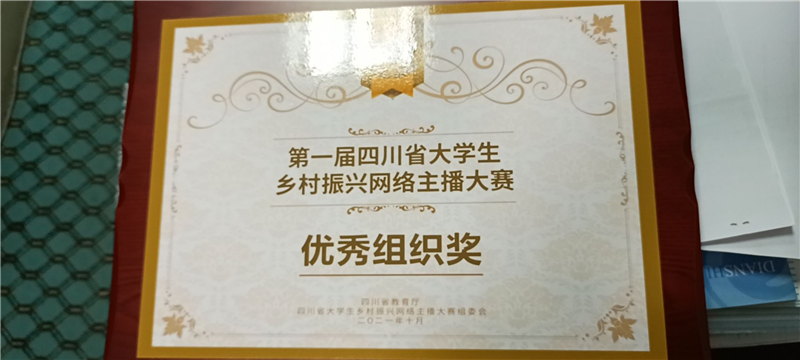 第一届四川省大学生
乡村振兴网络主播大赛
优秀组织奖
四川省教育厅
四川省大学生乡村振兴网络主播大赛组委会
二〇二一年十月
DIANSHI